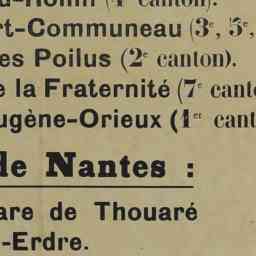 canton).
rt-Communeau (3e, 5e,
es Poilus (2e canton).
e la Fraternité (7e cant
ugène-Orieux (1er cant
de Nantes :
are de Thouaré
-Erdre.